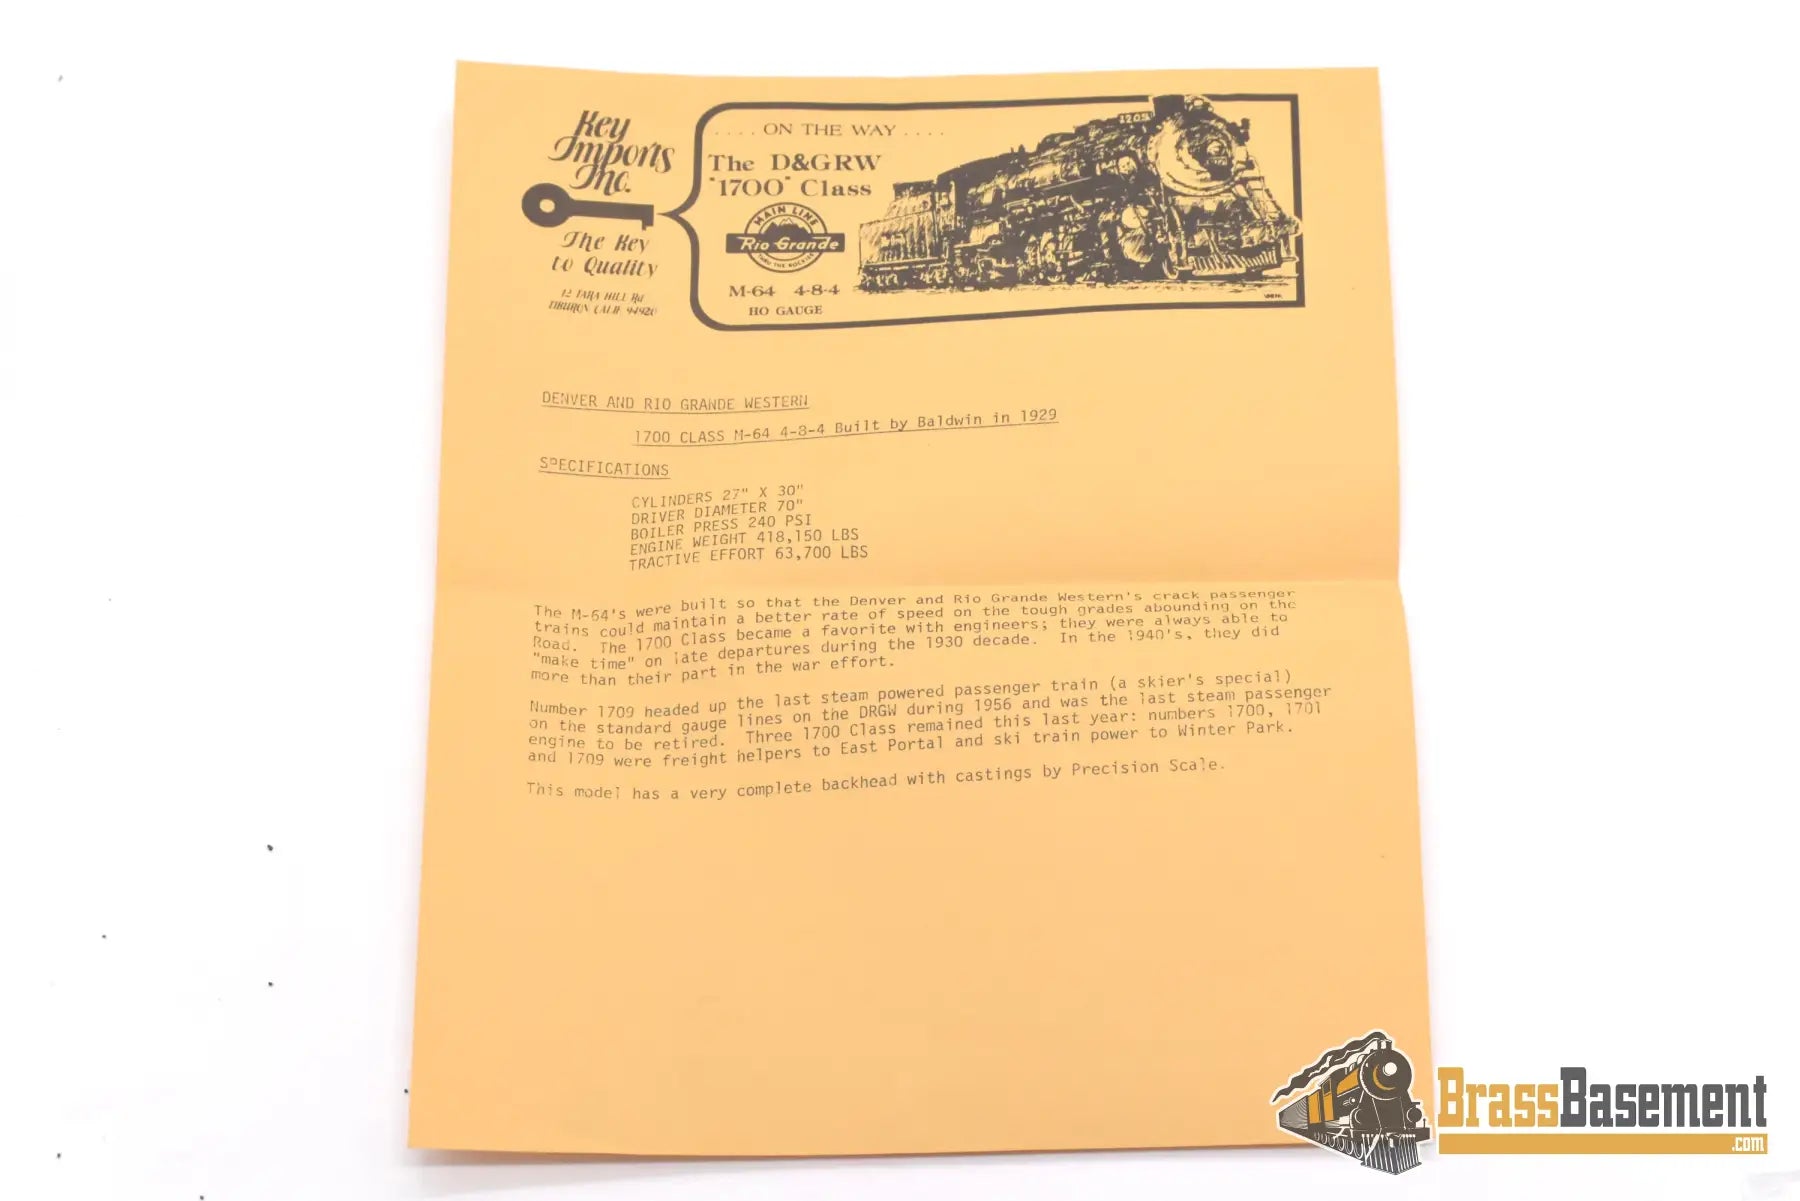 Key
Imports
Inc.
The Key
to Quality
12 TARA HILL Rd
TIBURON CALIF 94920
.... ON THE WAY ....
The D&GRW
"1700" Class
MAIN LINE
Rio Grande
THRU THE ROCKIES
M-64 4-8-4
HO GAUGE
DENVER AND RIO GRANDE WESTERN
1700 CLASS M-64 4-8-4 Built by Baldwin in 1929
SPECIFICATIONS
CYLINDERS 27" X 30"
DRIVER DIAMETER 70"
BOILER PRESS 240 PSI
ENGINE WEIGHT 418,150 LBS
TRACTIVE EFFORT 63,700 LBS
The M-64's were built so that the Denver and Rio Grande Western's crack passenger
trains could maintain a better rate of speed on the tough grades abounding on the
Road. The 1700 Class became a favorite with engineers; they were always able to
"make time" on late departures during the 1930 decade. In the 1940's, they did
more than their part in the war effort.
Number 1709 headed up the last steam powered passenger train (a skier's special)
on the standard gauge lines on the DRGW during 1956 and was the last steam passenger
engine to be retired. Three 1700 Class remained this last year: numbers 1700, 1701
and 1709 were freight helpers to East Portal and ski train power to Winter Park.
This model has a very complete backhead with castings by Precision Scale.
BrassBasement
.com